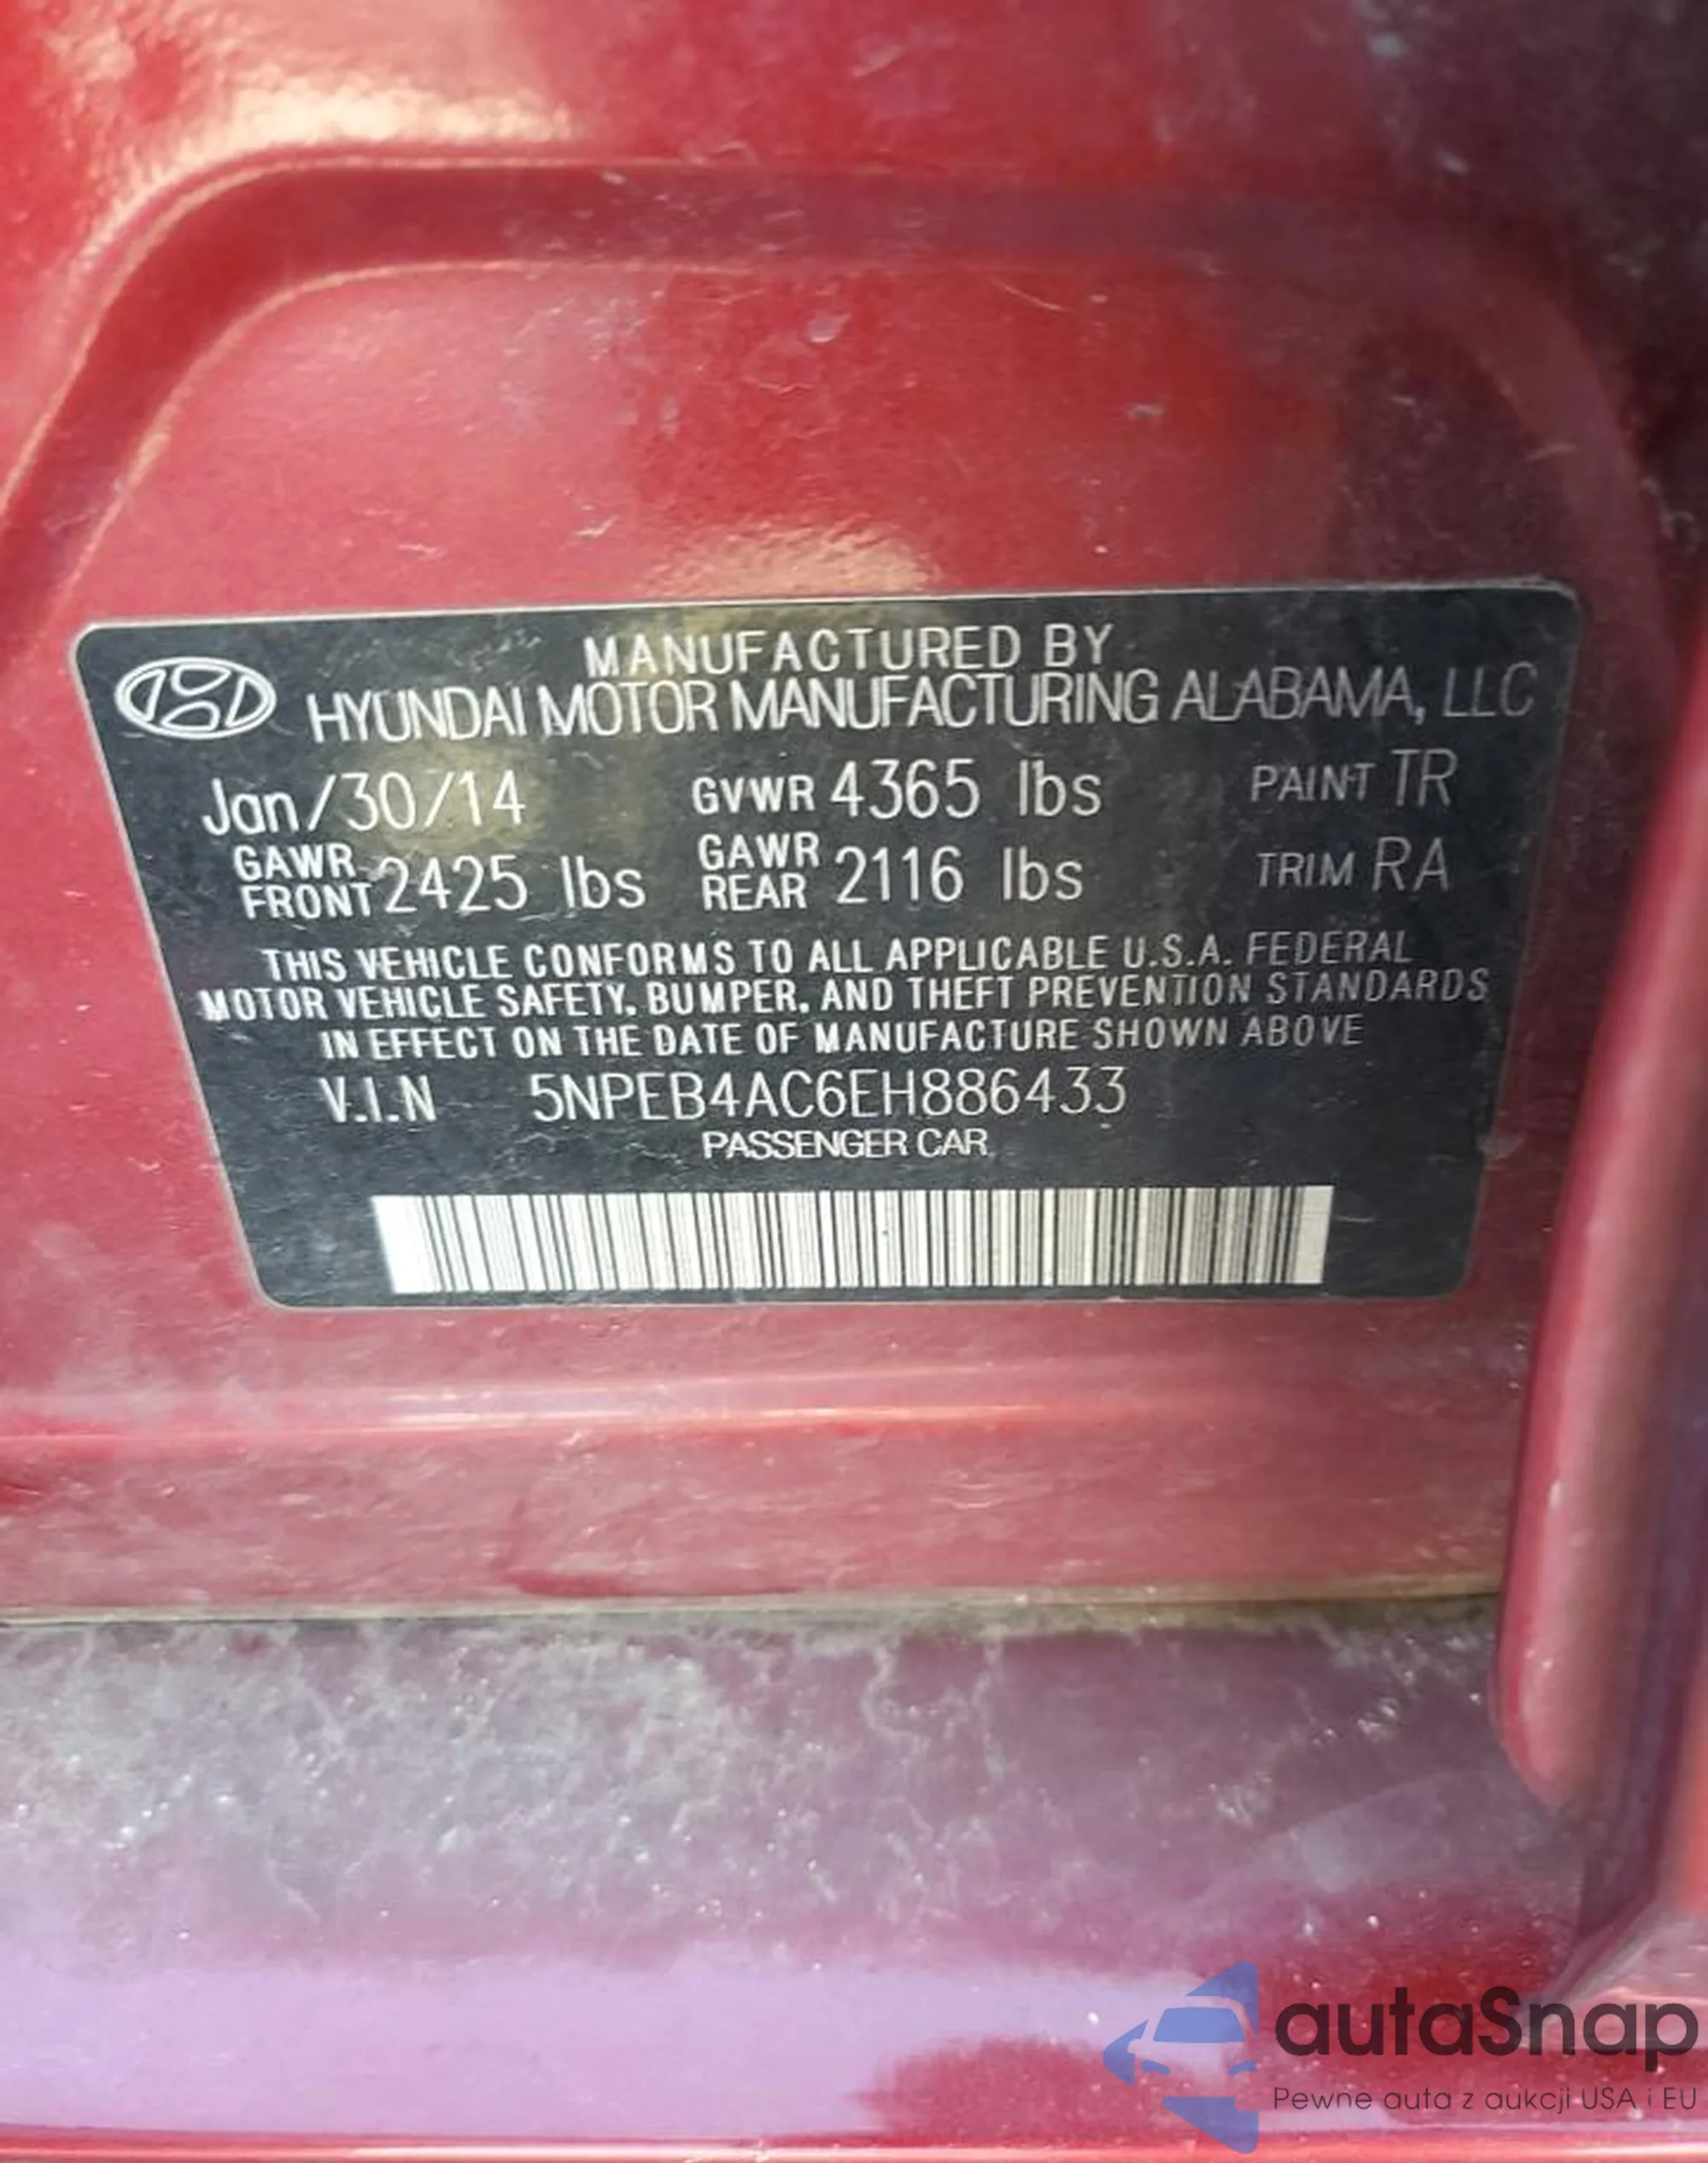 MANUFACTURED BY
HYUNDAI MOTOR MANUFACTURING ALABAMA, LLC
Jan/30/14 GVWR 4365 lbs PAINT TR
GAWR FRONT 2425 lbs GAWR REAR 2116 lbs TRIM RA
THIS VEHICLE CONFORMS TO ALL APPLICABLE U.S.A. FEDERAL
MOTOR VEHICLE SAFETY, BUMPER, AND THEFT PREVENTION STANDARDS
IN EFFECT ON THE DATE OF MANUFACTURE SHOWN ABOVE
V.I.N 5NPEB4AC6EH886433
PASSENGER CAR
autaSnap
Pewne auta z aukcji USA i EU